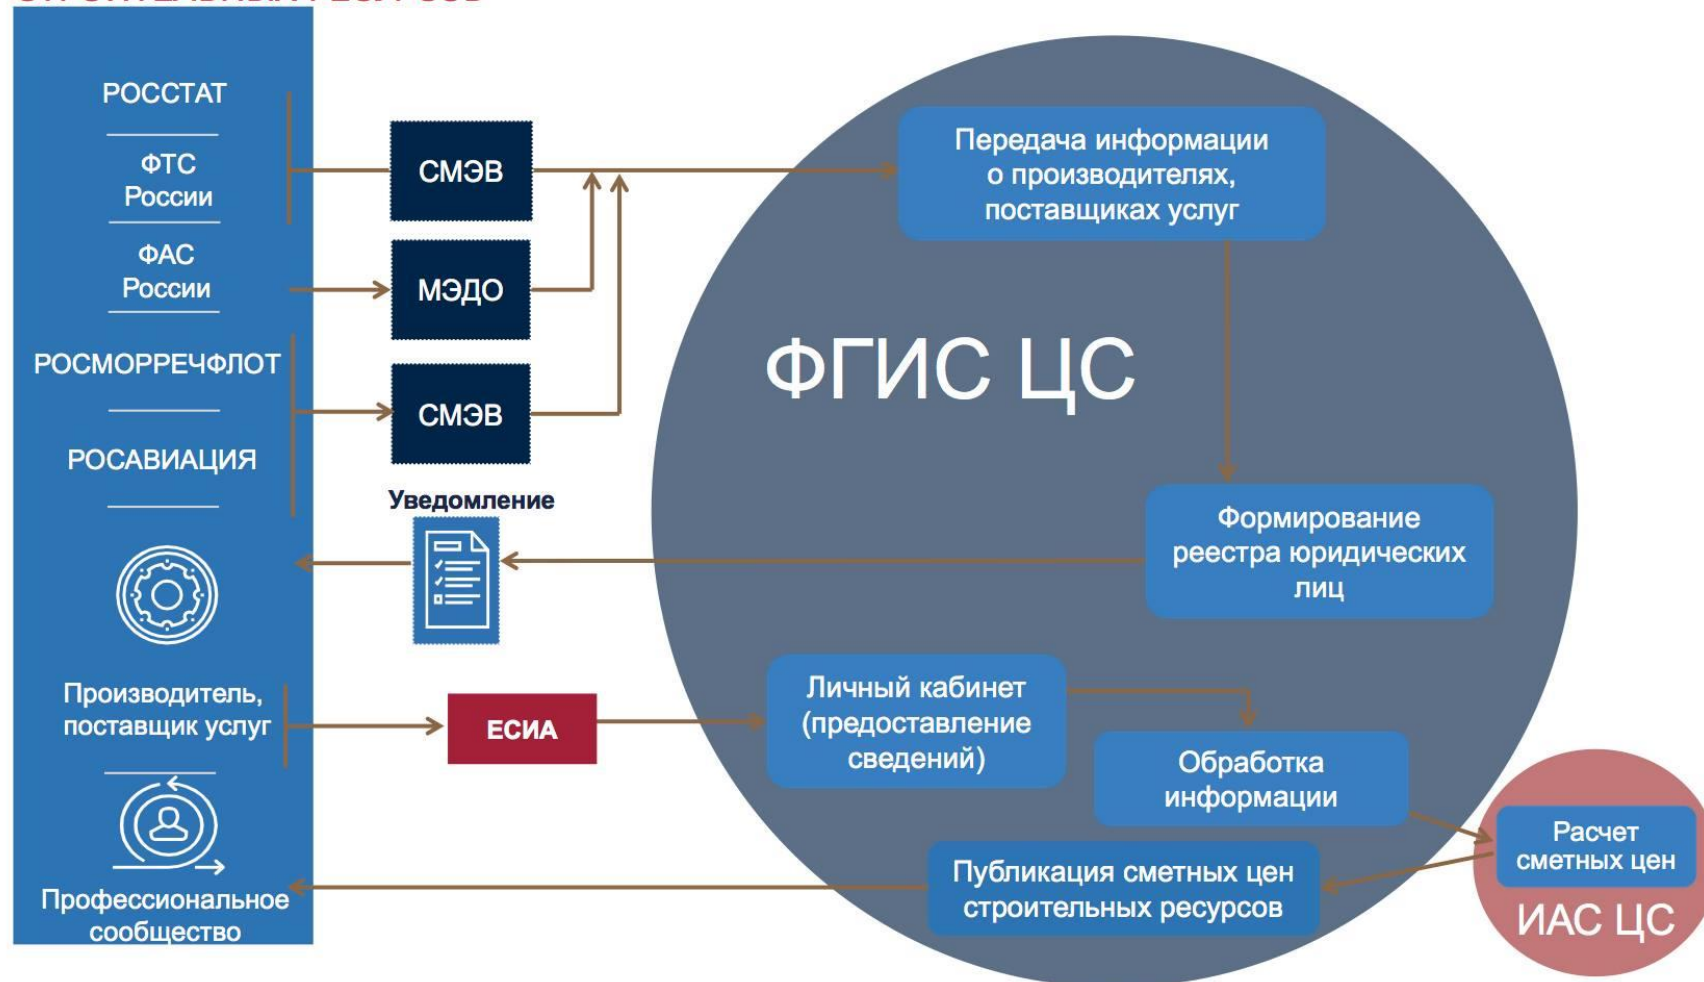 РОССТАТ
ФТС
России
ФАС
России
РОСМОРРЕЧФЛОТ
РОСАВИАЦИЯ
Производитель,
поставщик услуг
Профессиональное
сообщество
СМЭВ
МЭДО
СМЭВ
Уведомление
ЕСИА
ФГИС ЦС
Передача информации
о производителях,
поставщиках услуг
Формирование
реестра юридических
лиц
Личный кабинет
(предоставление
сведений)
Обработка
информации
Публикация сметных цен
строительных ресурсов
Расчет
сметных цен
ИАС ЦС